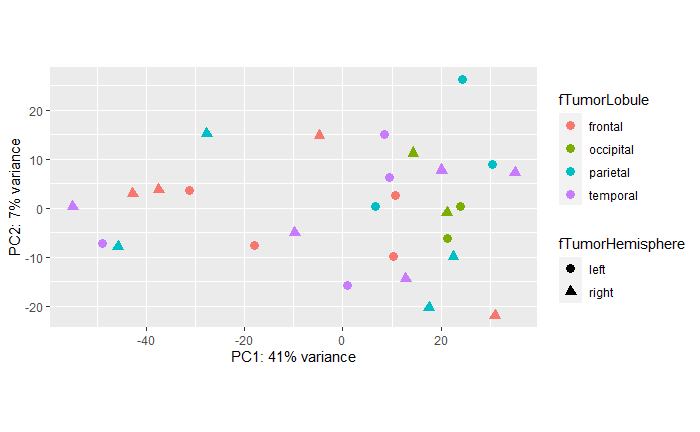 PC2: 7% variance
20
10
0
-10
-20
-40
-20
0
20
PC1: 41% variance
fTumorLobule
frontal
occipital
parietal
temporal
fTumorHemisphere
left
right